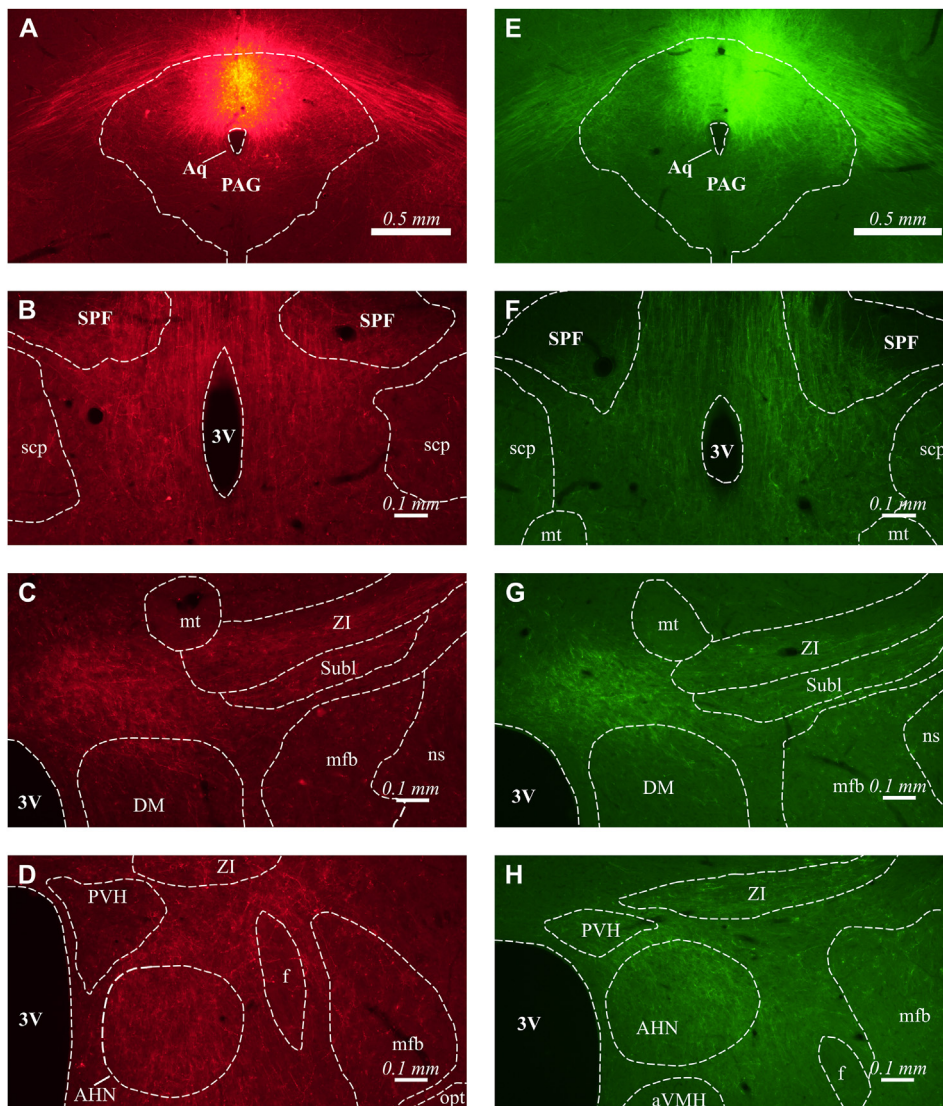 A
Aq
PAG
0.5 mm
E
Aq
PAG
0.5 mm
B
SPF
SPF
3V
scp
scp
0.1 mm
F
SPF
SPF
3V
scp
scp
0.1 mm
mt
mt
C
mt
ZI
Subl
mfb
ns
0.1 mm
3V
DM
G
mt
ZI
Subl
ns
DM
mfb
0.1 mm
3V
D
ZI
PVH
f
3V
mfb
0.1 mm
AHN
opt
H
ZI
PVH
3V
AHN
mfb
f
0.1 mm
aVMH